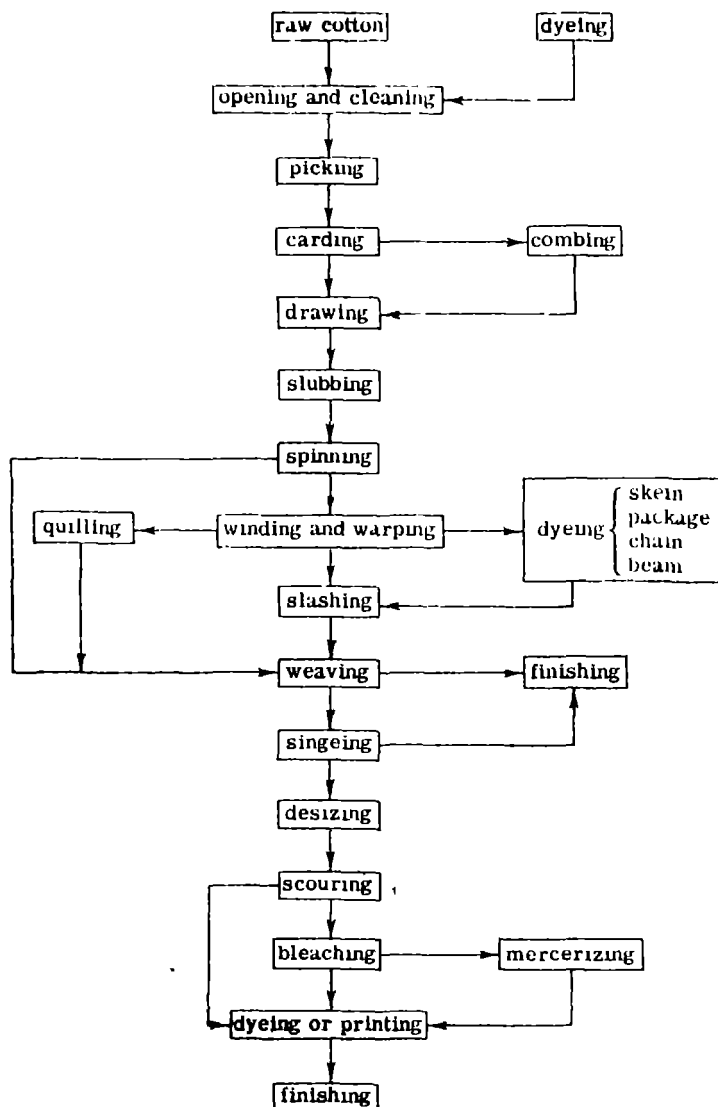 raw cotton
dyeing
opening and cleaning
picking
carding
combing
drawing
slubbing
spinning
quilling
winding and warping
dyeing
skein
package
chain
beam
slashing
weaving
finishing
singeing
desizing
scouring
bleaching
mercerizing
dyeing or printing
finishing